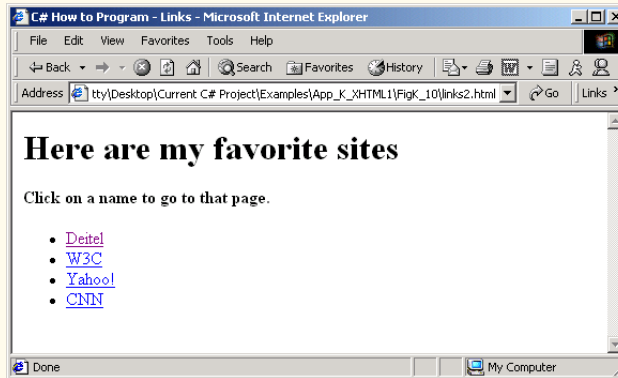 C# How to Program - Links - Microsoft Internet Explorer
File Edit View Favorites Tools Help
Back Search Favorites History
Address tty\Desktop\Current C# Project\Examples\App_K_XHTML1\FigK_10\links2.html Go Links
Here are my favorite sites
Click on a name to go to that page.
Deitel
W3C
Yahoo!
CNN
Done My Computer